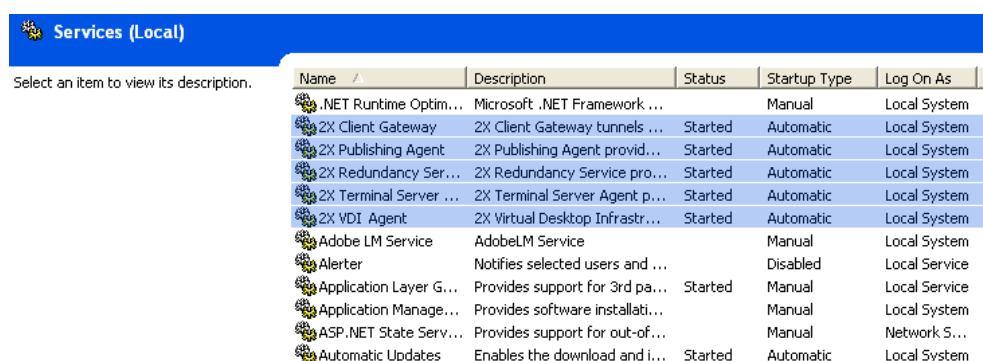 Services (Local)
Select an item to view its description.
Name Description Status Startup Type Log On As
.NET Runtime Optim... Microsoft .NET Framework ... Manual Local System
2X Client Gateway 2X Client Gateway tunnels ... Started Automatic Local System
2X Publishing Agent 2X Publishing Agent provid... Started Automatic Local System
2X Redundancy Ser... 2X Redundancy Service pro... Started Automatic Local System
2X Terminal Server ... 2X Terminal Server Agent p... Started Automatic Local System
2X VDI Agent 2X Virtual Desktop Infrastr... Started Automatic Local System
Adobe LM Service AdobeLM Service Manual Local System
Alerter Notifies selected users and ... Disabled Local Service
Application Layer G... Provides support for 3rd pa... Started Manual Local Service
Application Manage... Provides software installati... Manual Local System
ASP.NET State Serv... Provides support for out-of... Manual Network S...
Automatic Updates Enables the download and i... Started Automatic Local System